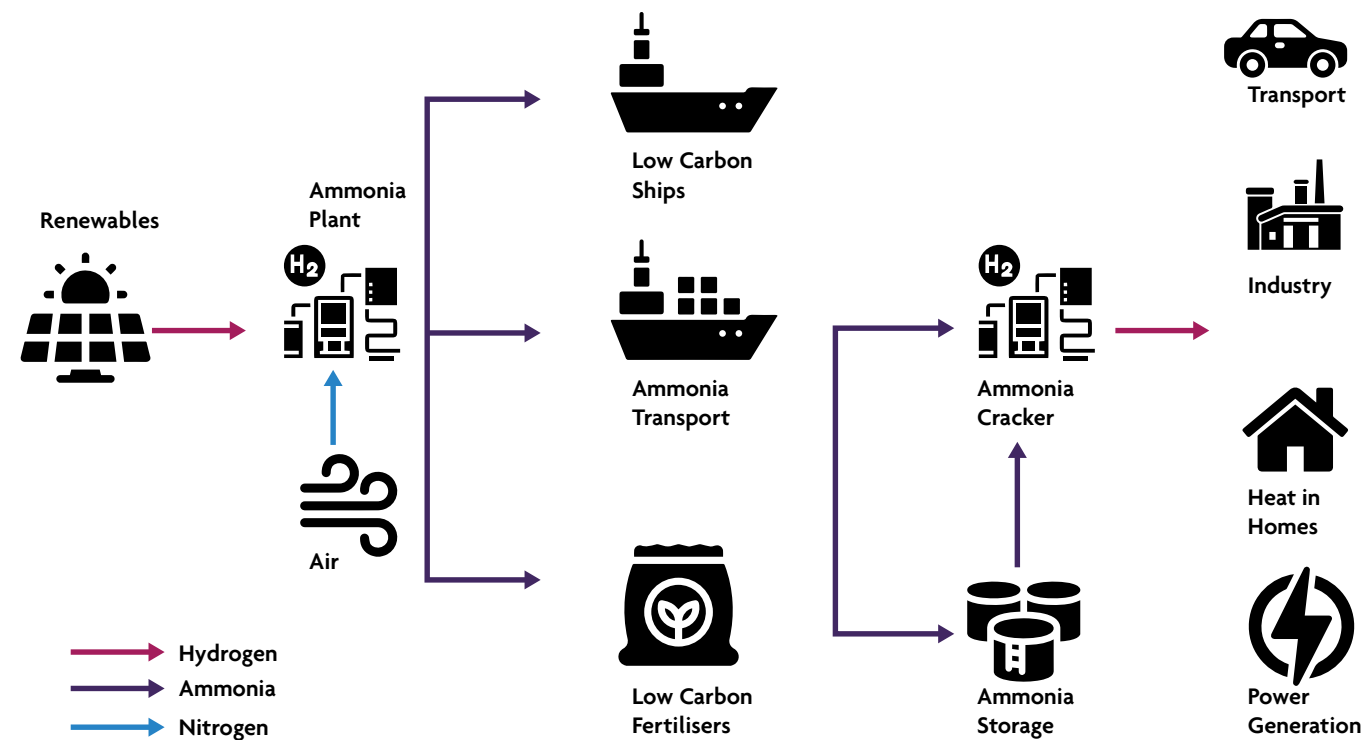 Renewables
Ammonia
Plant
H2
Air
Low Carbon
Ships
Ammonia
Transport
Low Carbon
Fertilisers
H2
Ammonia
Cracker
Ammonia
Storage
Transport
Industry
Heat in
Homes
Power
Generation
Hydrogen
Ammonia
Nitrogen